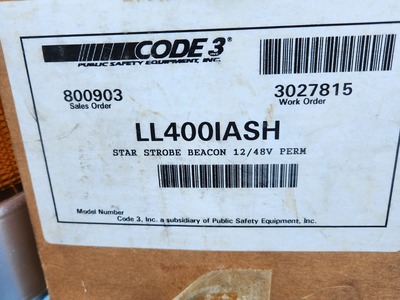 CODE 3®
PUBLIC SAFETY EQUIPMENT, INC.
800903
Sales Order
3027815
Work Order
LL400IASH
STAR STROBE BEACON 12/48V PERM
Model Number
Code 3, Inc. a subsidiary of Public Safety Equipment, Inc.